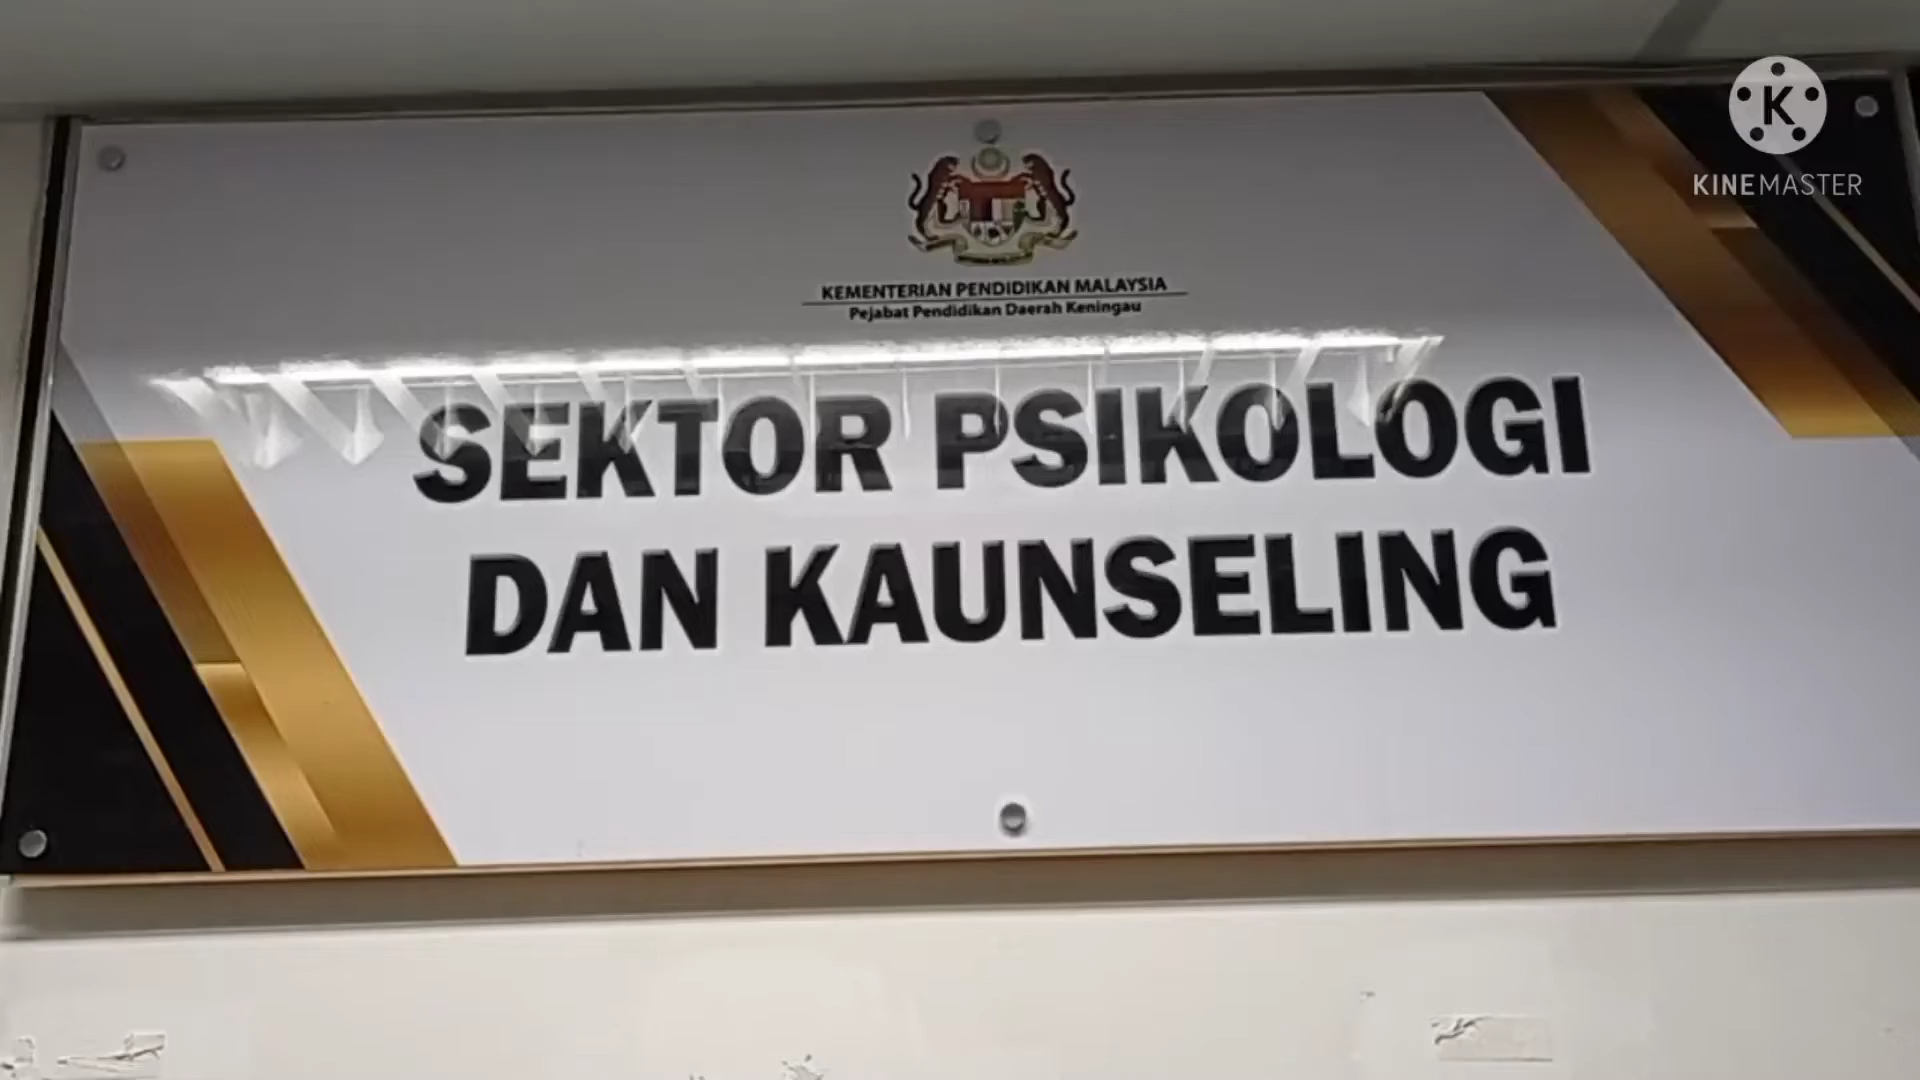 K
KINEMASTER
KEMENTERIAN PENDIDIKAN MALAYSIA
Pejabat Pendidikan Daerah Keningau
SEKTOR PSIKOLOGI
DAN KAUNSELING